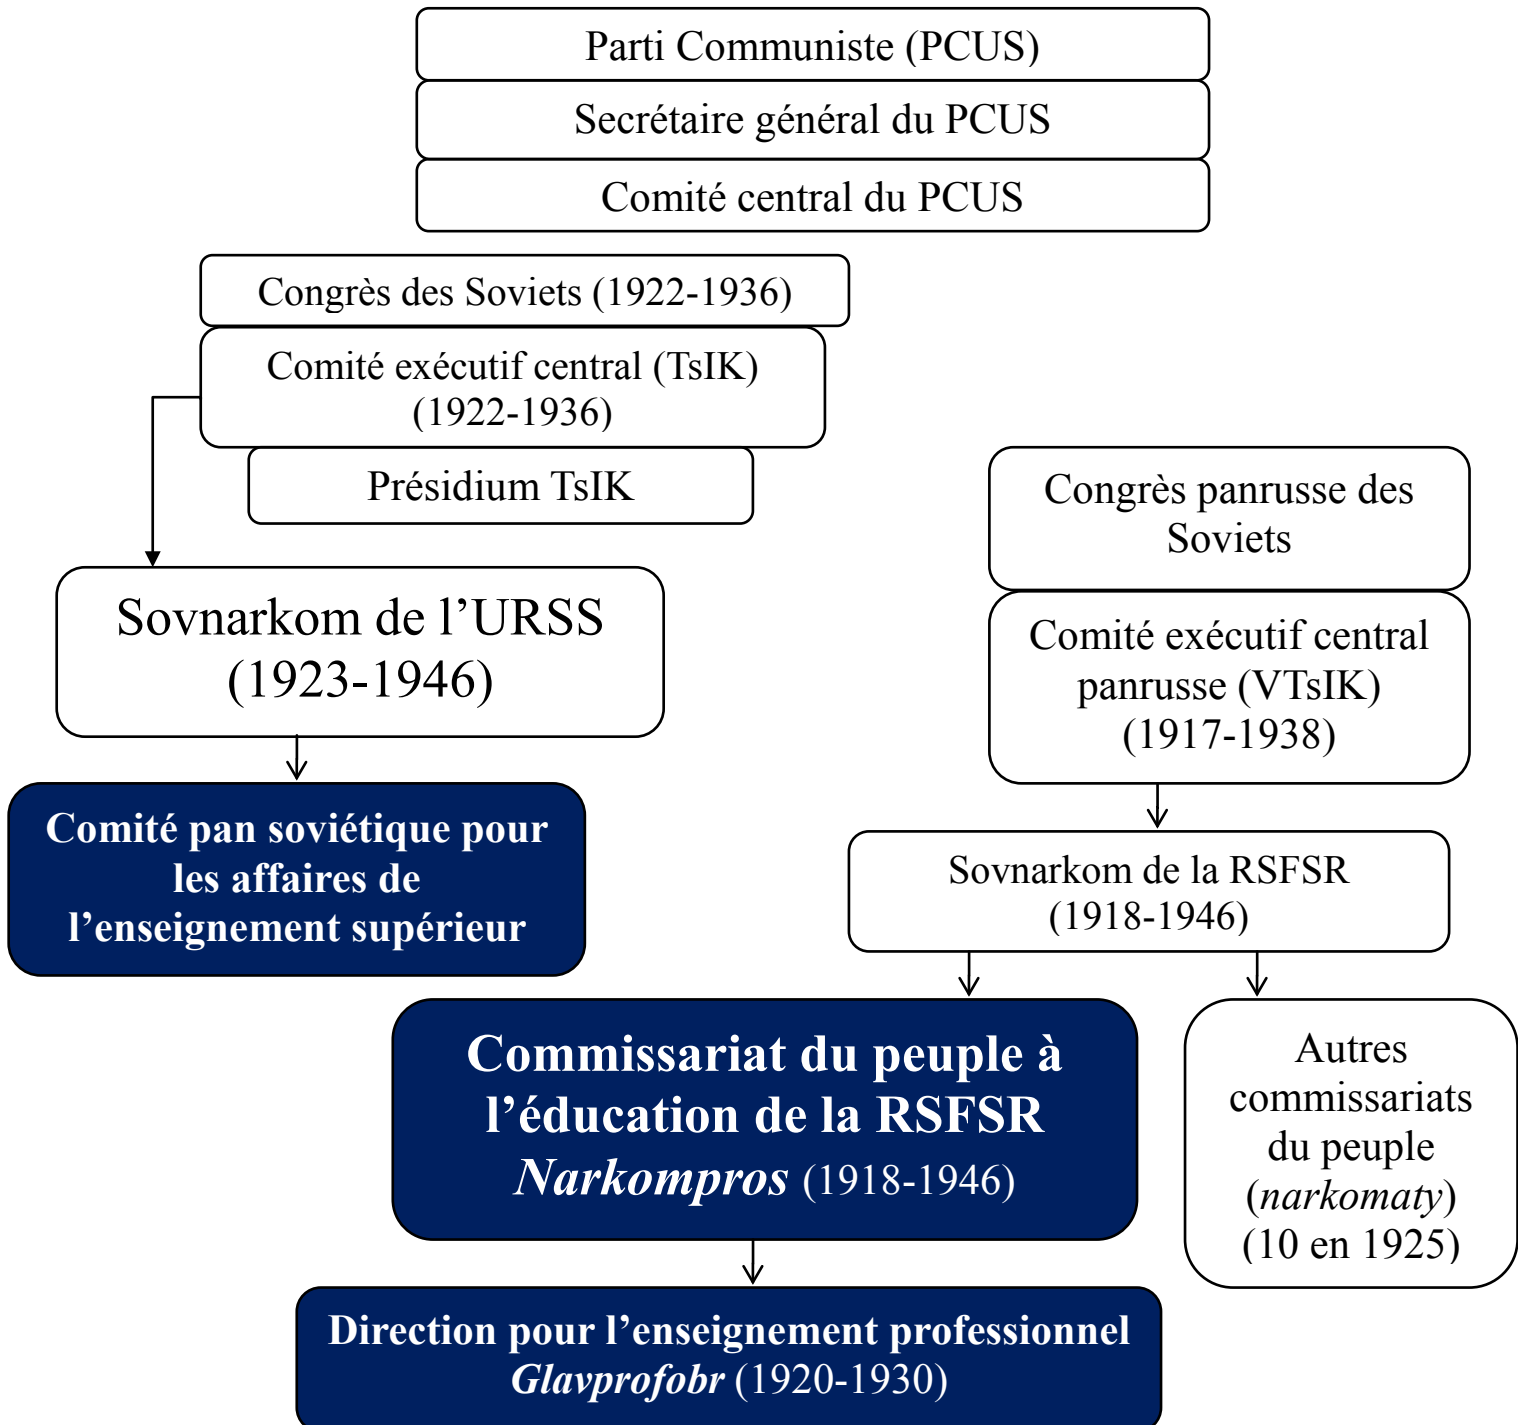 Parti Communiste (PCUS)
Secrétaire général du PCUS
Comité central du PCUS
Congrès des Soviets (1922-1936)
Comité exécutif central (TsIK)
(1922-1936)
Présidium TsIK
Sovnarkom de l’URSS
(1923-1946)
Comité pan soviétique pour
les affaires de
l’enseignement supérieur
Congrès panrusse des
Soviets
Comité exécutif central
panrusse (VTsIK)
(1917-1938)
Sovnarkom de la RSFSR
(1918-1946)
Commissariat du peuple à
l’éducation de la RSFSR
Narkompros (1918-1946)
Autres
commissariats
du peuple
(narkomaty)
(10 en 1925)
Direction pour l’enseignement professionnel
Glavprofobr (1920-1930)